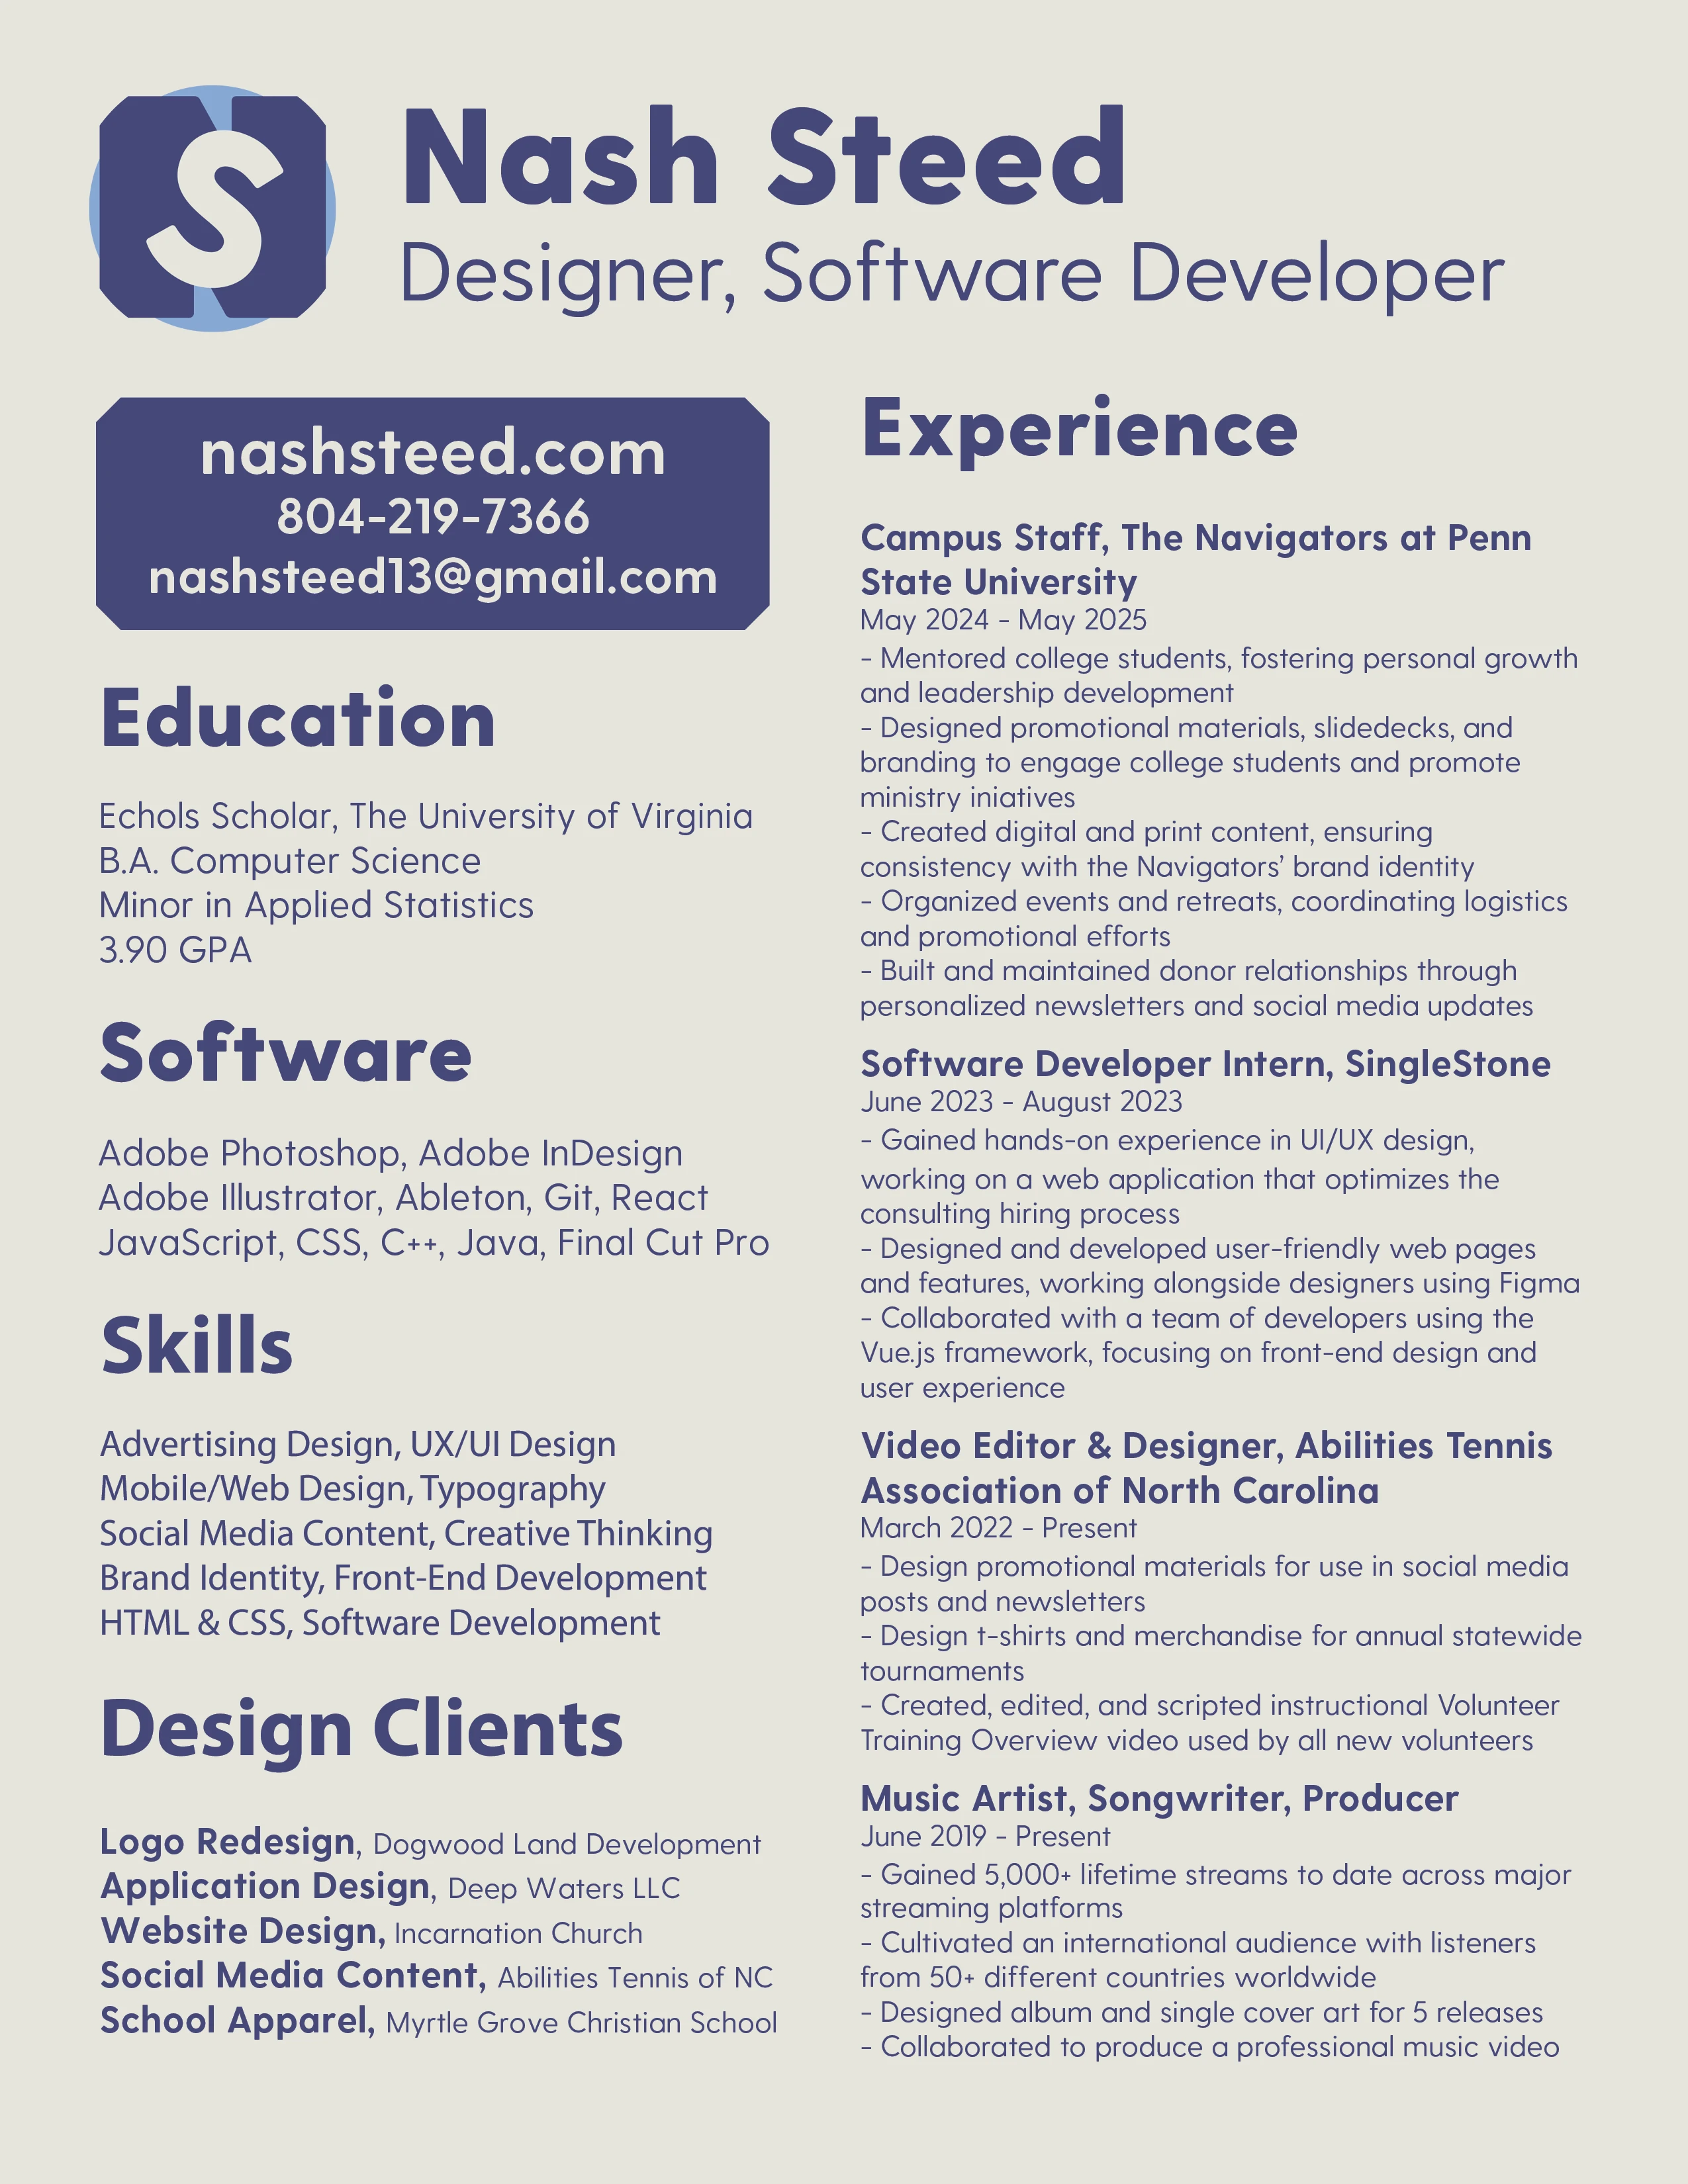 S
Nash Steed
Designer, Software Developer
nashsteed.com
804-219-7366
nashsteed13@gmail.com
Education
Echols Scholar, The University of Virginia
B.A. Computer Science
Minor in Applied Statistics
3.90 GPA
Software
Adobe Photoshop, Adobe InDesign
Adobe Illustrator, Ableton, Git, React
JavaScript, CSS, C++, Java, Final Cut Pro
Skills
Advertising Design, UX/UI Design
Mobile/Web Design, Typography
Social Media Content, Creative Thinking
Brand Identity, Front-End Development
HTML & CSS, Software Development
Design Clients
Logo Redesign, Dogwood Land Development
Application Design, Deep Waters LLC
Website Design, Incarnation Church
Social Media Content, Abilities Tennis of NC
School Apparel, Myrtle Grove Christian School
Experience
Campus Staff, The Navigators at Penn
State University
May 2024 - May 2025
- Mentored college students, fostering personal growth
and leadership development
- Designed promotional materials, slidedecks, and
branding to engage college students and promote
ministry iniatives
- Created digital and print content, ensuring
consistency with the Navigators’ brand identity
- Organized events and retreats, coordinating logistics
and promotional efforts
- Built and maintained donor relationships through
personalized newsletters and social media updates
Software Developer Intern, SingleStone
June 2023 - August 2023
- Gained hands-on experience in UI/UX design,
working on a web application that optimizes the
consulting hiring process
- Designed and developed user-friendly web pages
and features, working alongside designers using Figma
- Collaborated with a team of developers using the
Vue.js framework, focusing on front-end design and
user experience
Video Editor & Designer, Abilities Tennis
Association of North Carolina
March 2022 - Present
- Design promotional materials for use in social media
posts and newsletters
- Design t-shirts and merchandise for annual statewide
tournaments
- Created, edited, and scripted instructional Volunteer
Training Overview video used by all new volunteers
Music Artist, Songwriter, Producer
June 2019 - Present
- Gained 5,000+ lifetime streams to date across major
streaming platforms
- Cultivated an international audience with listeners
from 50+ different countries worldwide
- Designed album and single cover art for 5 releases
- Collaborated to produce a professional music video